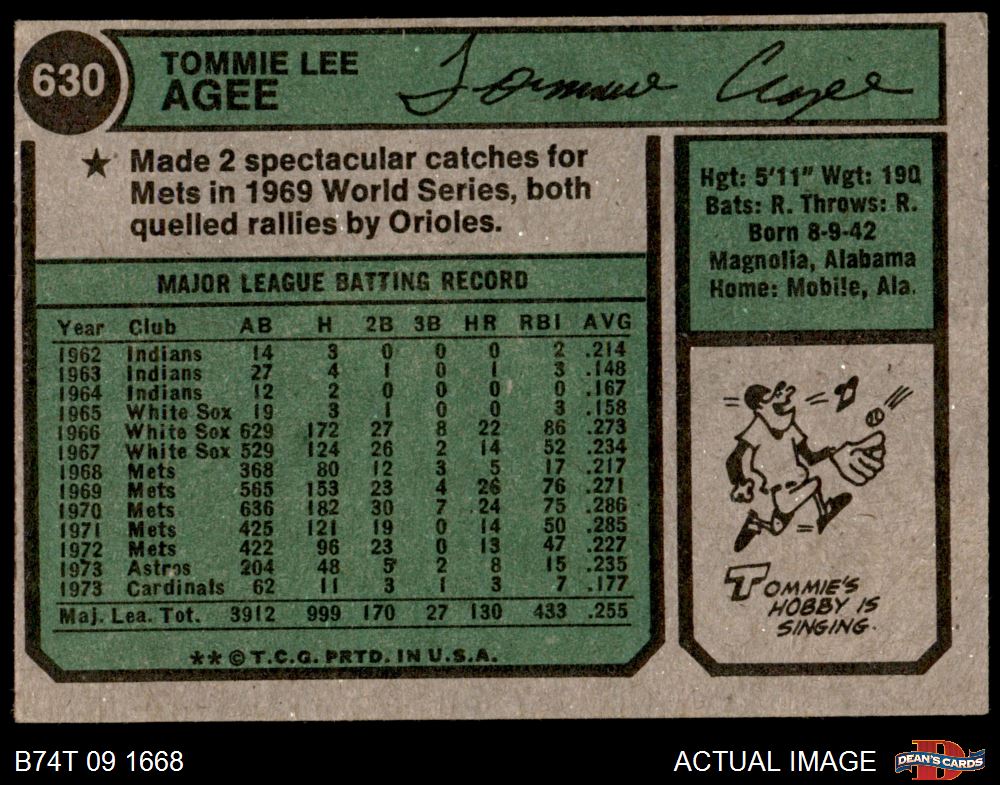 630
TOMMIE LEE
AGEE
Tommie Agee
★ Made 2 spectacular catches for
Mets in 1969 World Series, both
quelled rallies by Orioles.
MAJOR LEAGUE BATTING RECORD
Year Club AB H 2B 3B HR RBI AVG
1962 Indians 14 3 0 0 0 2 .214
1963 Indians 27 4 1 0 1 3 .148
1964 Indians 12 2 0 0 0 0 .167
1965 White Sox 19 3 1 0 0 3 .158
1966 White Sox 629 172 27 8 22 86 .273
1967 White Sox 529 124 26 2 14 52 .234
1968 Mets 368 80 12 3 5 17 .217
1969 Mets 565 153 23 4 26 76 .271
1970 Mets 636 182 30 7 24 75 .286
1971 Mets 425 121 19 0 14 50 .285
1972 Mets 422 96 23 0 13 47 .227
1973 Astros 204 48 5 2 8 15 .235
1973 Cardinals 62 11 3 1 3 7 .177
Maj. Lea. Tot. 3912 999 170 27 130 433 .255
** © T.C.G. PRTD. IN U.S.A.
Hgt: 5'11" Wgt: 190
Bats: R. Throws: R.
Born 8-9-42
Magnolia, Alabama
Home: Mobile, Ala.
TOMMIE'S
HOBBY IS
SINGING.
B74T 09 1668
ACTUAL IMAGE
DEAN'S CARDS